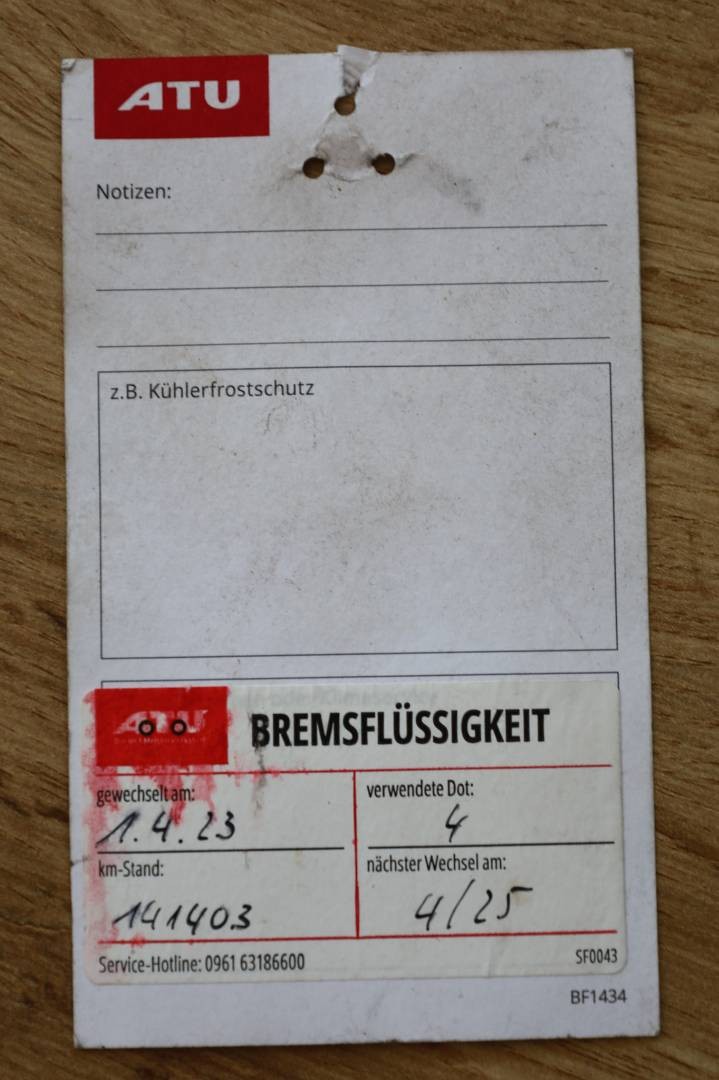 ATU
Notizen:
z.B. Kühlerfrostschutz
ATU
BREMSFLÜSSIGKEIT
gewechselt am:
1.4.23
verwendete Dot:
4
km-Stand:
141403
nächster Wechsel am:
4/25
Service-Hotline: 0961 63186600
SF0043
BF1434